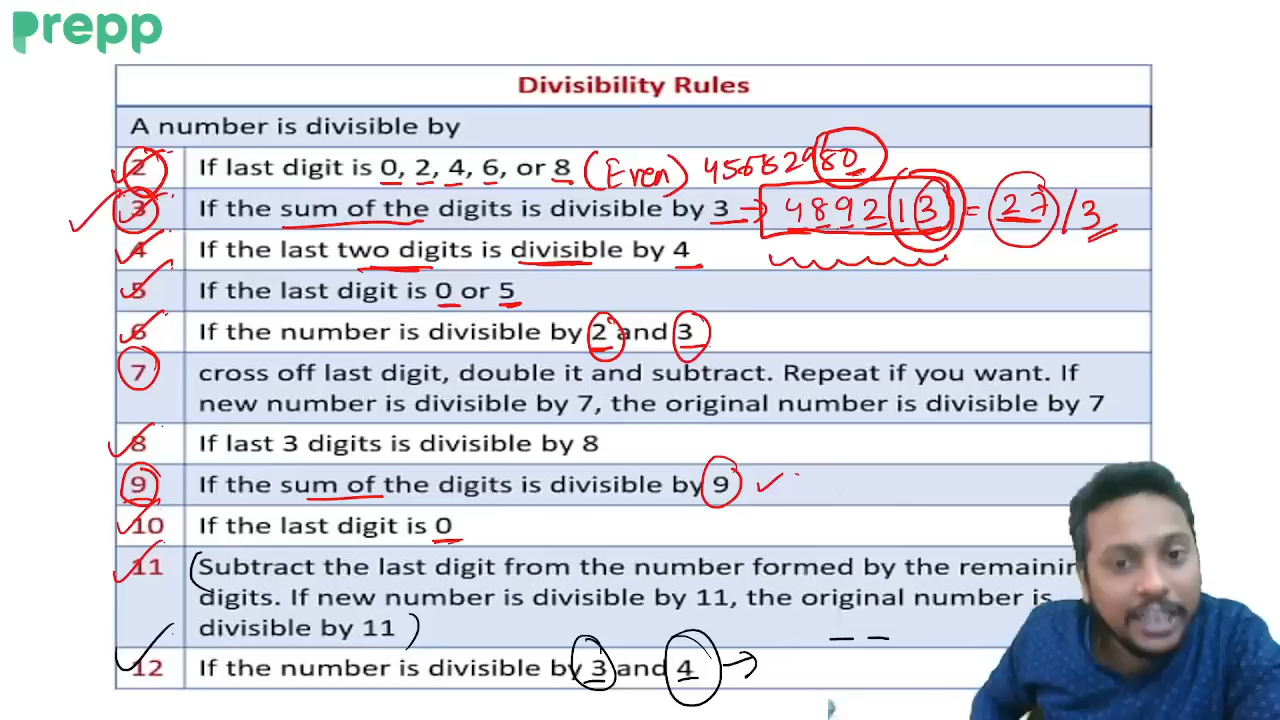 prepp
Divisibility Rules
A number is divisible by
2 If last digit is 0, 2, 4, 6, or 8 (Even)
3 If the sum of the digits is divisible by 3 → 489213 = 27/3
4 If the last two digits is divisible by 4
5 If the last digit is 0 or 5
6 If the number is divisible by 2 and 3
7 cross off last digit, double it and subtract. Repeat if you want. If
new number is divisible by 7, the original number is divisible by 7
8 If last 3 digits is divisible by 8
9 If the sum of the digits is divisible by 9
10 If the last digit is 0
11 (Subtract the last digit from the number formed by the
digits. If new number is divisible by 11, the original number is
divisible by 11)
12 If the number is divisible by 3 and 4 →